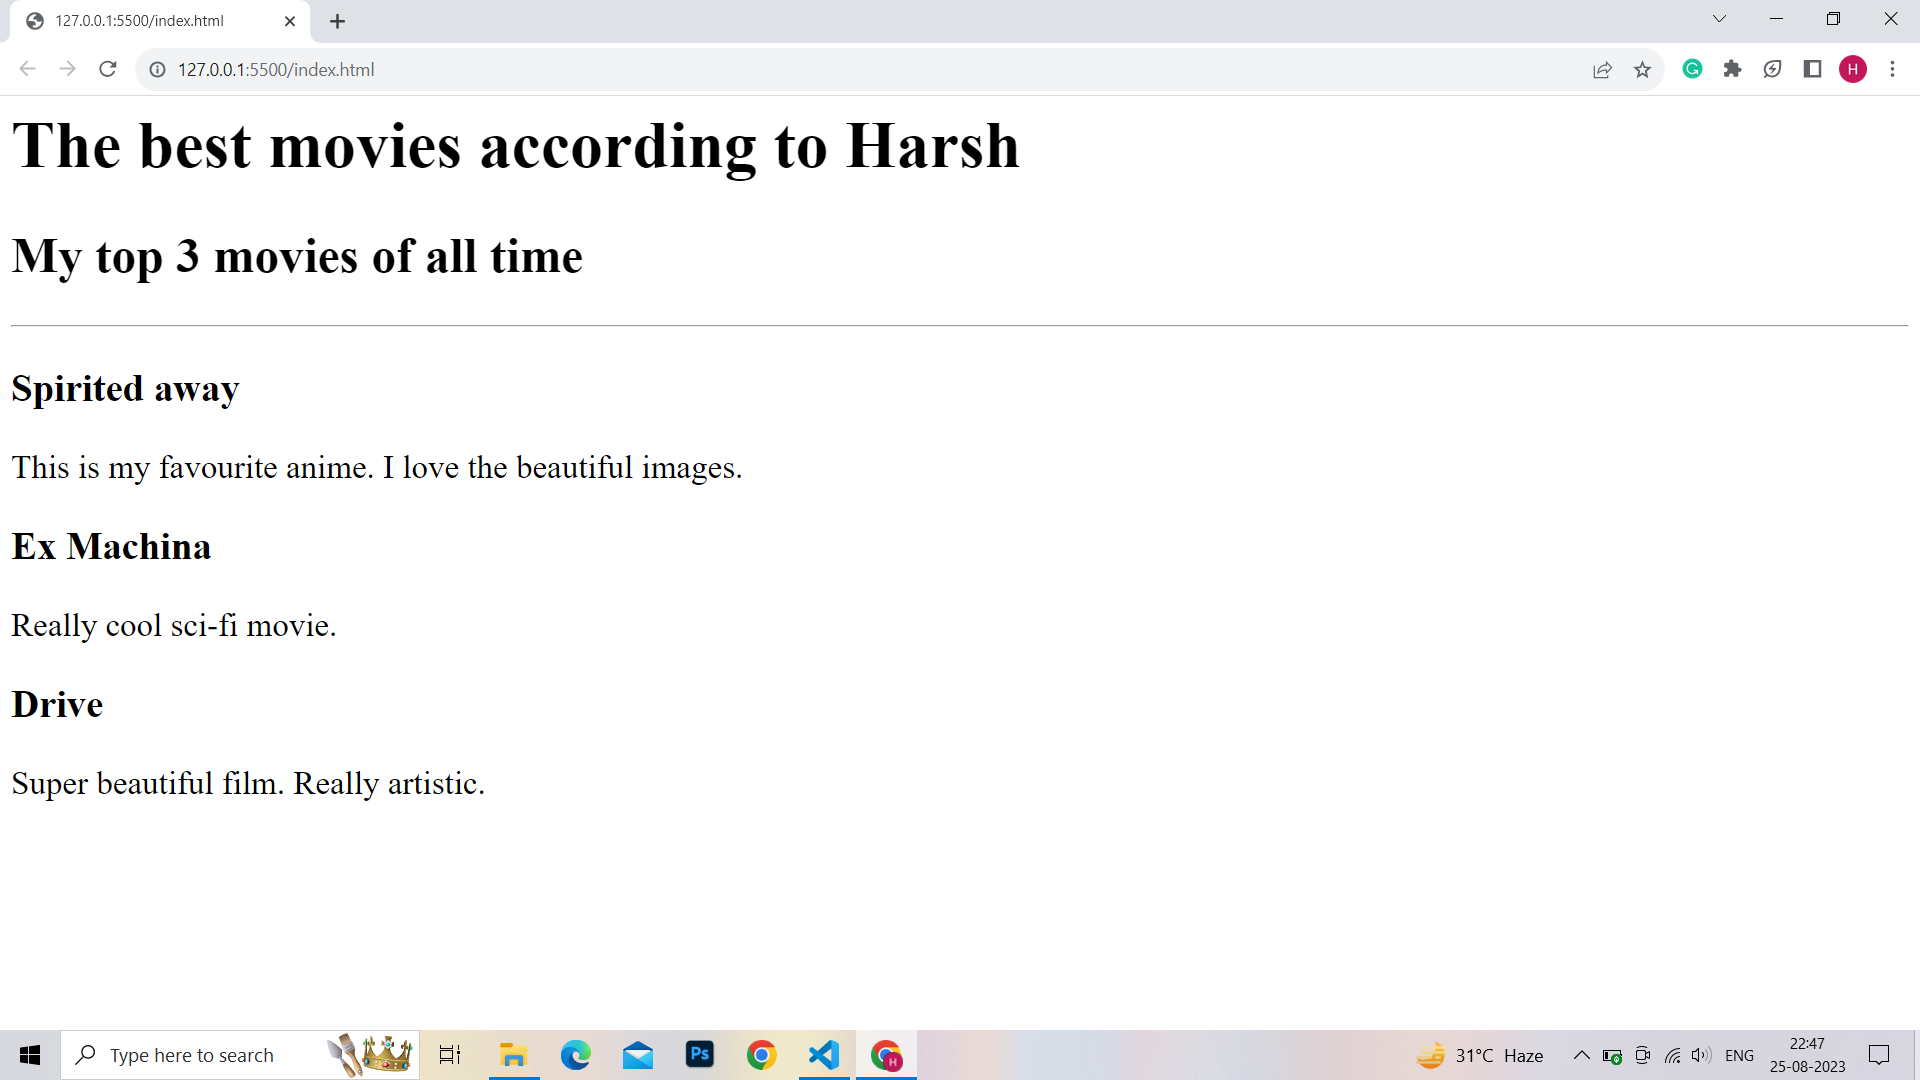 127.0.0.1:5500/index.html
127.0.0.1:5500/index.html
H
The best movies according to Harsh
My top 3 movies of all time
Spirited away
This is my favourite anime. I love the beautiful images.
Ex Machina
Really cool sci-fi movie.
Drive
Super beautiful film. Really artistic.
Type here to search
Ps
H
31°C Haze
ENG
22:47
25-08-2023